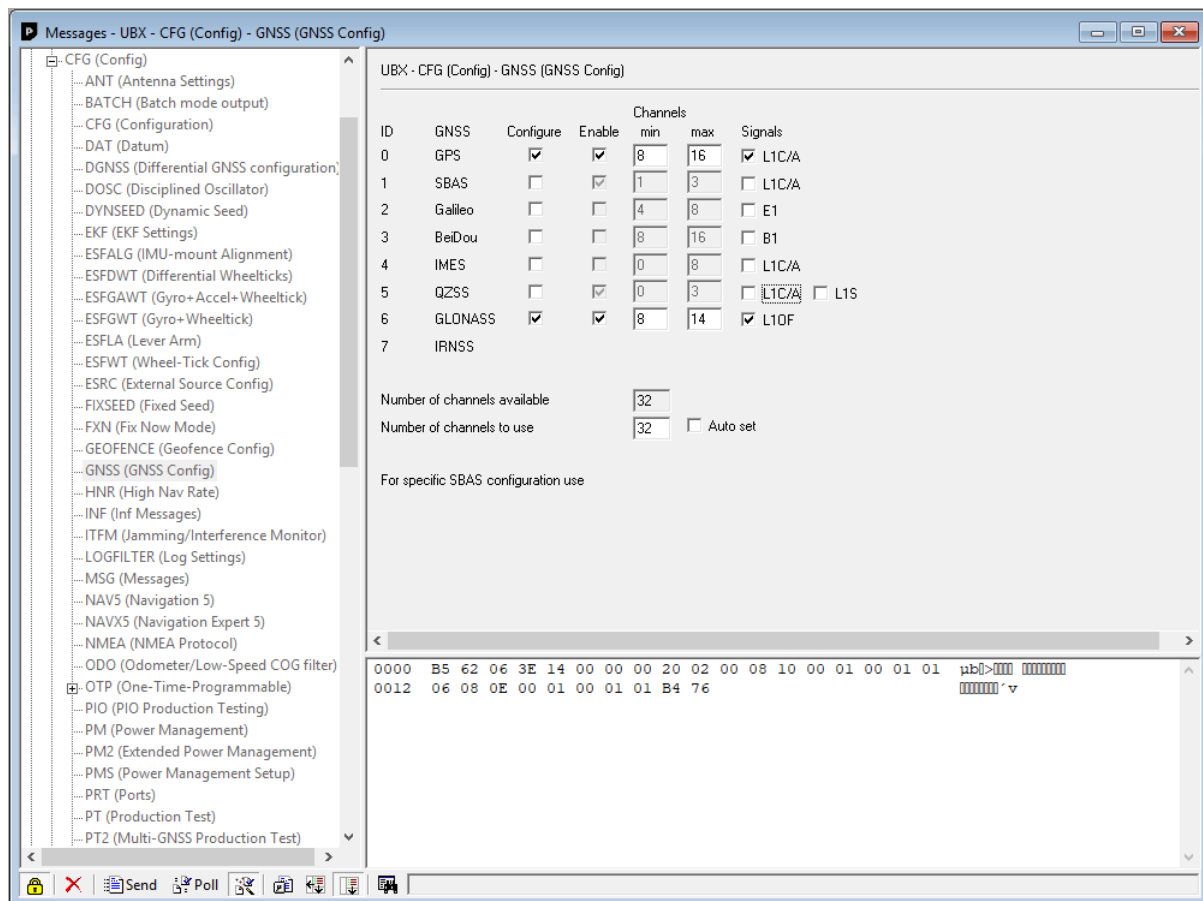 Messages - UBX - CFG (Config) - GNSS (GNSS Config)
CFG (Config)
ANT (Antenna Settings)
BATCH (Batch mode output)
CFG (Configuration)
DAT (Datum)
DGNSS (Differential GNSS configuration)
DOSC (Disciplined Oscillator)
DYNSEED (Dynamic Seed)
EKF (EKF Settings)
ESFALG (IMU-mount Alignment)
ESFDWT (Differential Wheelticks)
ESFGAWT (Gyro+Accel+Wheeltick)
ESFGWT (Gyro+Wheeltick)
ESFLA (Lever Arm)
ESFWT (Wheel-Tick Config)
ESRC (External Source Config)
FIXSEED (Fixed Seed)
FXN (Fix Now Mode)
GEOFENCE (Geofence Config)
GNSS (GNSS Config)
HNR (High Nav Rate)
INF (Inf Messages)
ITFM (Jamming/Interference Monitor)
LOGFILTER (Log Settings)
MSG (Messages)
NAV5 (Navigation 5)
NAVX5 (Navigation Expert 5)
NMEA (NMEA Protocol)
ODO (Odometer/Low-Speed COG filter)
OTP (One-Time-Programmable)
PIO (PIO Production Testing)
PM (Power Management)
PM2 (Extended Power Management)
PMS (Power Management Setup)
PRT (Ports)
PT (Production Test)
PT2 (Multi-GNSS Production Test)
UBX - CFG (Config) - GNSS (GNSS Config)
Channels
ID GNSS Configure Enable min max Signals
0 GPS 8 16 L1C/A
1 SBAS 1 3 L1C/A
2 Galileo 4 8 E1
3 BeiDou 8 16 B1
4 IMES 0 8 L1C/A
5 QZSS 0 3 L1C/A L1S
6 GLONASS 8 14 L1OF
7 IRNSS
Number of channels available 32
Number of channels to use 32 Auto set
For specific SBAS configuration use
0000 B5 62 06 3E 14 00 00 00 20 02 00 08 10 00 01 00 01 01 µb>
0012 06 08 0E 00 01 00 01 01 B4 76 ´v
Send Poll